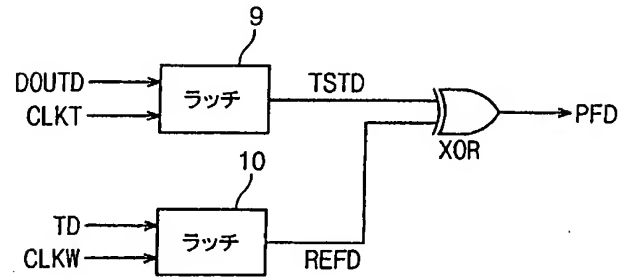 9
DOUTD
CLKT
ラッチ
TSTD
XOR
PFD
10
TD
CLKW
ラッチ
REFD